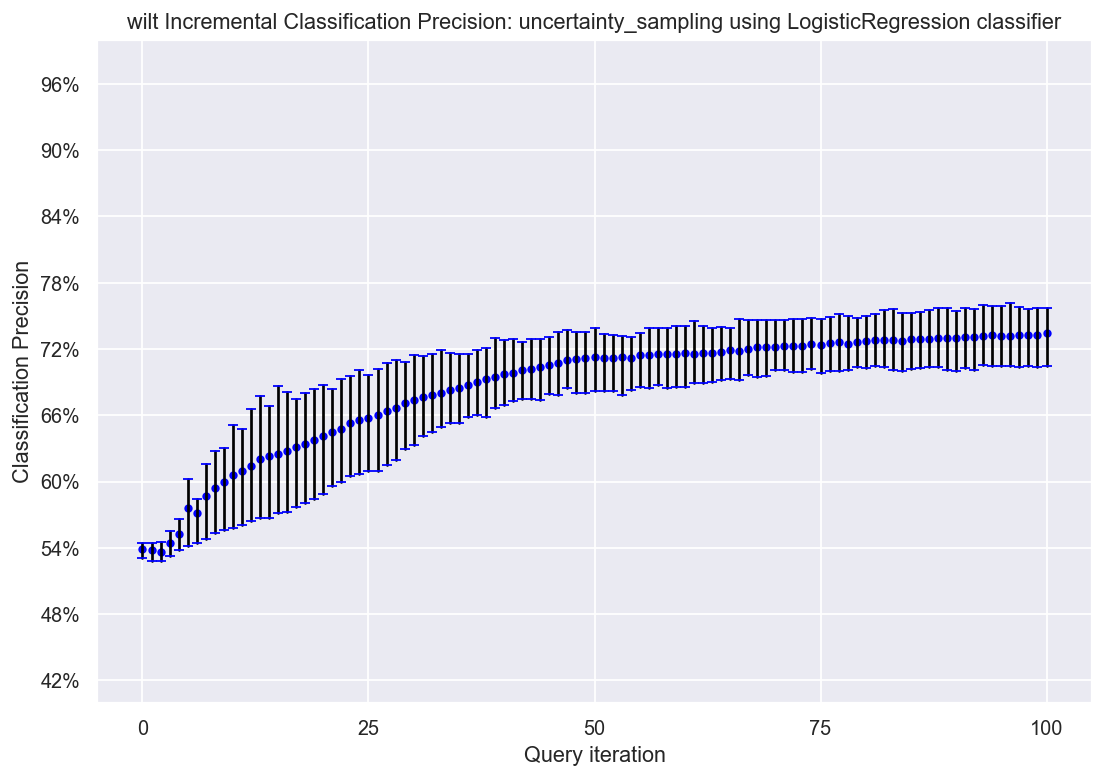 wilt Incremental Classification Precision: uncertainty_sampling using LogisticRegression classifier
96%
90%
84%
78%
72%
66%
60%
54%
48%
42%
Classification Precision
0 25 50 75 100
Query iteration